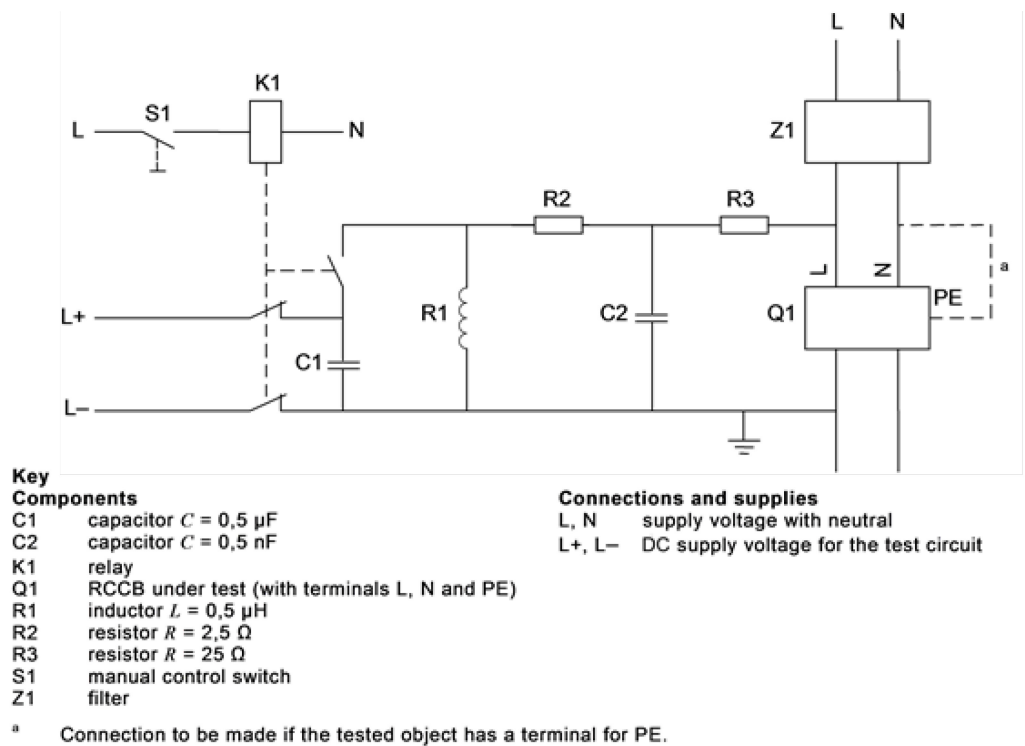 L N
K1
S1
L N
Z1
R2 R3
L N
a
L+ R1 C2 Q1 PE
C1
L–
Key
Components
C1 capacitor C = 0,5 µF
C2 capacitor C = 0,5 nF
K1 relay
Q1 RCCB under test (with terminals L, N and PE)
R1 inductor L = 0,5 µH
R2 resistor R = 2,5 Ω
R3 resistor R = 25 Ω
S1 manual control switch
Z1 filter
Connections and supplies
L, N supply voltage with neutral
L+, L– DC supply voltage for the test circuit
a Connection to be made if the tested object has a terminal for PE.